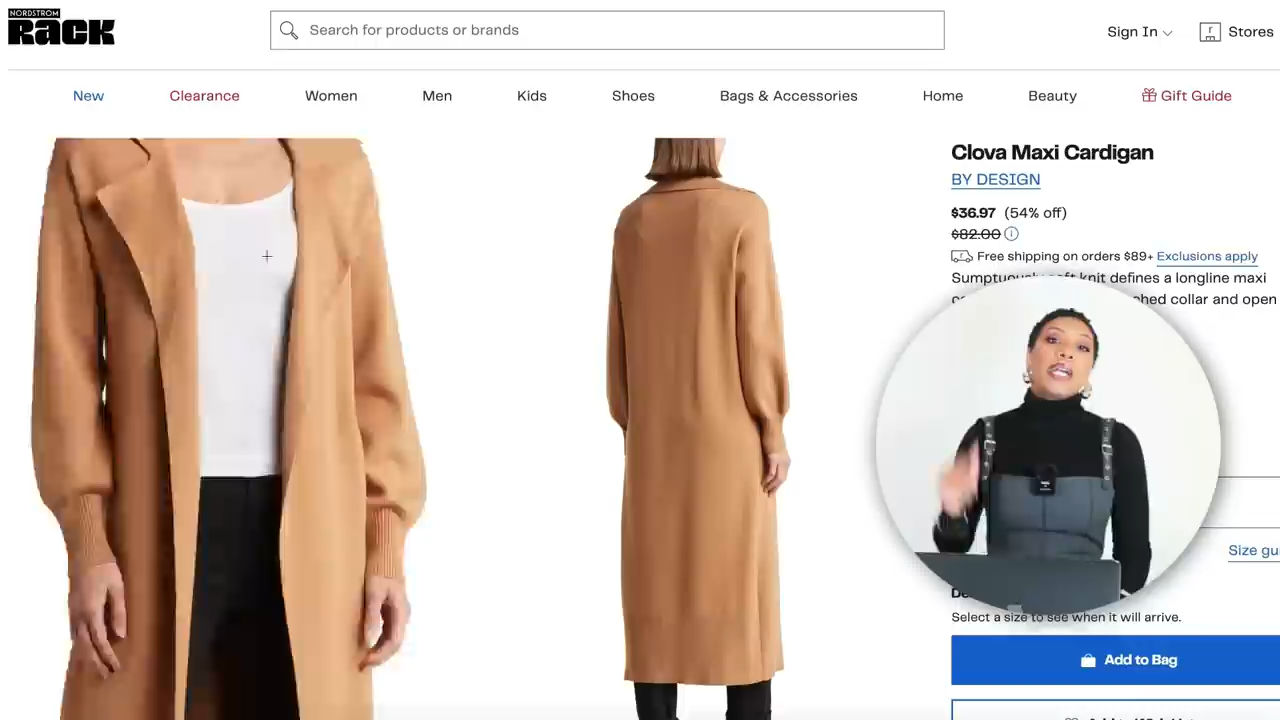 NORDSTROM
Rack
Search for products or brands
Sign In
Stores
New
Clearance
Women
Men
Kids
Shoes
Bags & Accessories
Home
Beauty
Gift Guide
Clova Maxi Cardigan
BY DESIGN
$36.97 (54% off)
$82.00
Free shipping on orders $89+ Exclusions apply
Sumptuously soft knit defines a longline maxi
collar and open
Size gu
Select a size to see when it will arrive.
Add to Bag